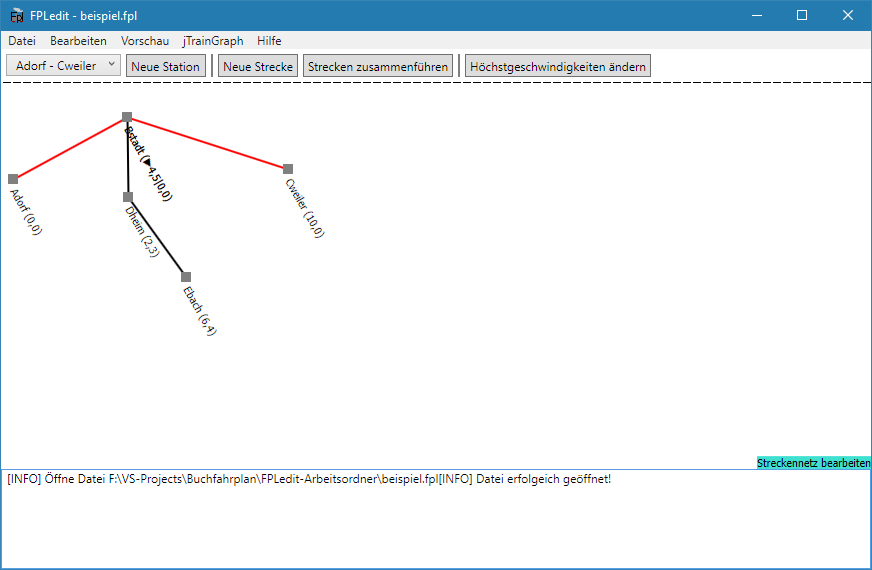 FPLedit - beispiel.fpl
Datei Bearbeiten Vorschau jTrainGraph Hilfe
Adorf - Cweiler Neue Station Neue Strecke Strecken zusammenführen Höchstgeschwindigkeiten ändern
Bstadt (▶4,5|0,0)
Adorf (0,0)
Cweiler (10,0)
Dheim (2,3)
Ebach (6,4)
Streckennetz bearbeiten
[INFO] Öffne Datei F:\VS-Projects\Buchfahrplan\FPLedit-Arbeitsordner\beispiel.fpl[INFO] Datei erfolgeich geöffnet!